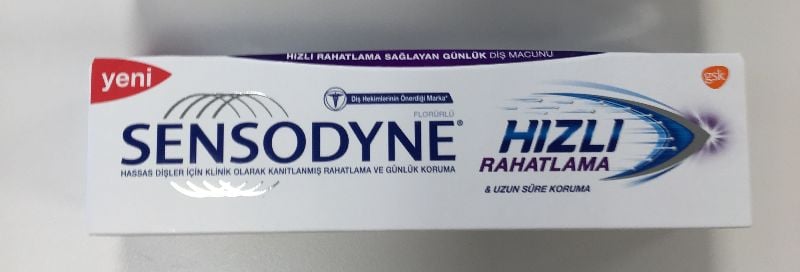 HIZLI RAHATLAMA SAĞLAYAN GÜNLÜK DİŞ MACUNU
yeni
Diş Hekimlerinin Önerdiği Marka*
FLORÜRLÜ
SENSODYNE®
HASSAS DİŞLER İÇİN KLİNİK OLARAK KANITLANMIŞ RAHATLAMA VE GÜNLÜK KORUMA
HIZLI
RAHATLAMA
& UZUN SÜRE KORUMA
gsk